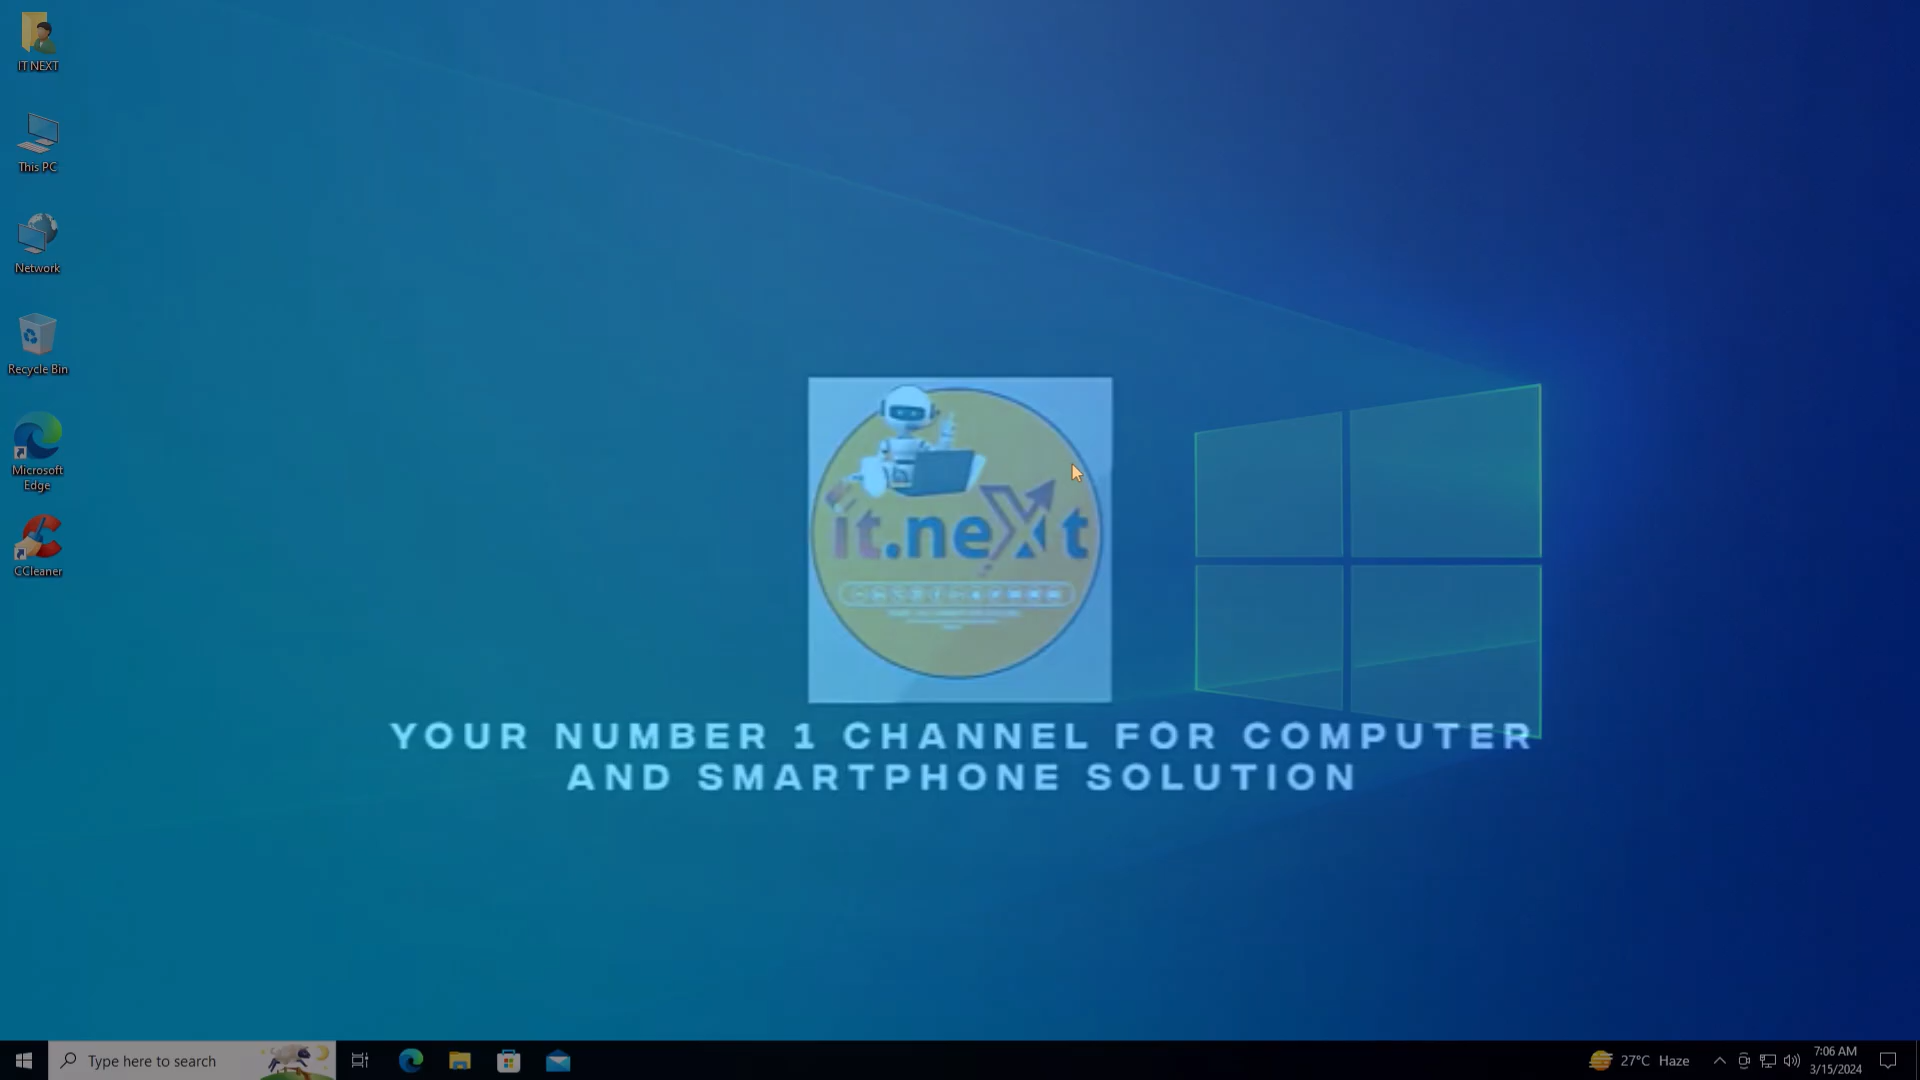 IT NEXT
This PC
Network
Recycle Bin
Microsoft
Edge
CCleaner
it.neXt
YOUR NUMBER 1 CHANNEL FOR COMPUTER
AND SMARTPHONE SOLUTION
Type here to search
27°C Haze
7:06 AM
3/15/2024